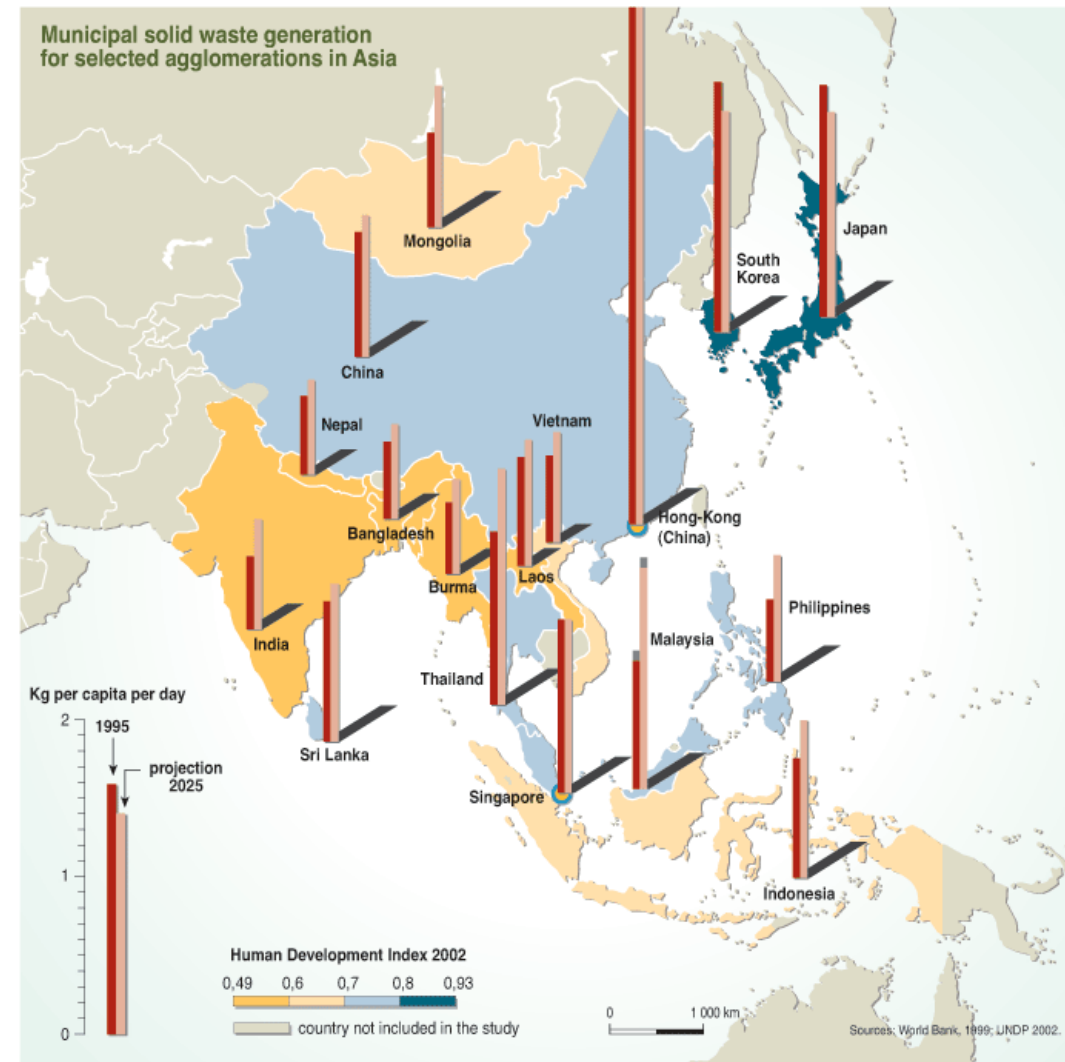 Municipal solid waste generation
for selected agglomerations in Asia
Mongolia
China
Nepal
Vietnam
South
Korea
Japan
Bangladesh
Burma
Laos
Hong-Kong
(China)
India
Thailand
Malaysia
Philippines
Sri Lanka
Singapore
Indonesia
Kg per capita per day
2
1995
projection
2025
1
0
Human Development Index 2002
0,49 0,6 0,7 0,8 0,93
country not included in the study
0 1 000 km
Sources: World Bank, 1999; UNDP 2002.